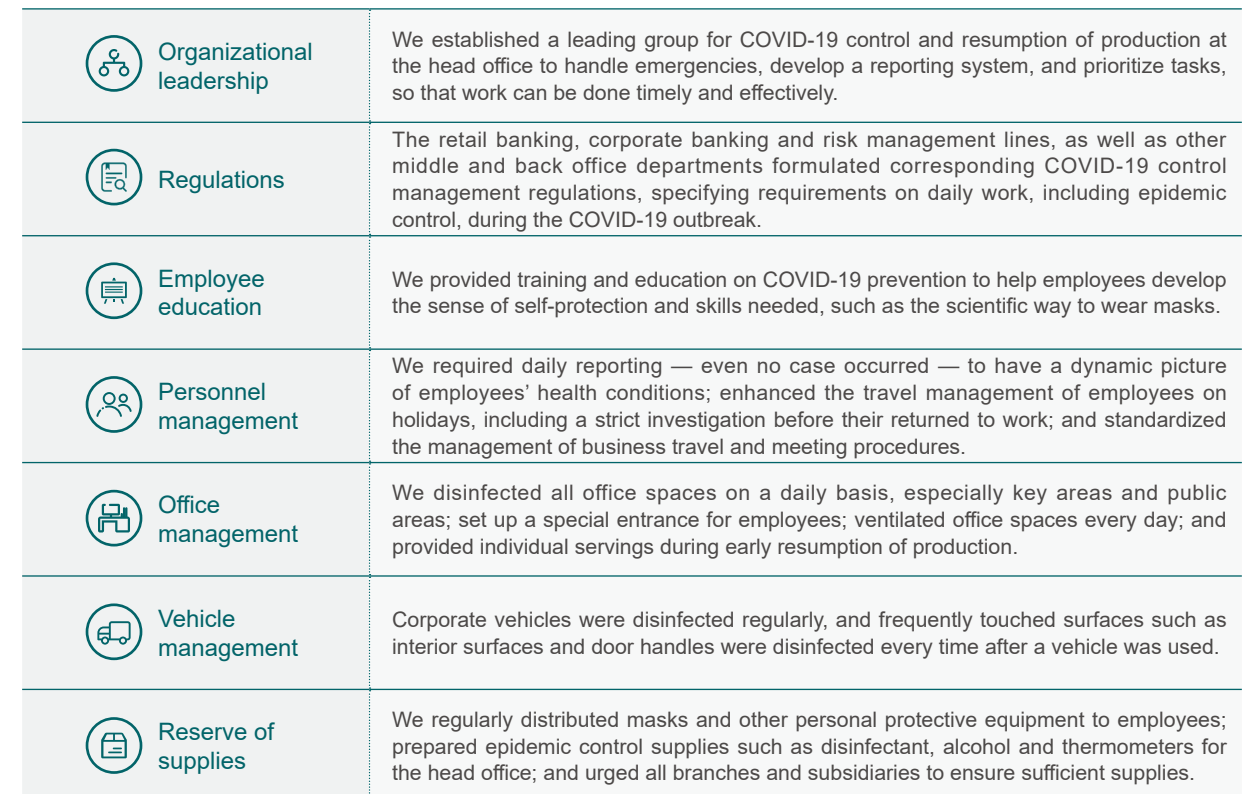 Organizational
leadership
We established a leading group for COVID-19 control and resumption of production at
the head office to handle emergencies, develop a reporting system, and prioritize tasks,
so that work can be done timely and effectively.
Regulations
The retail banking, corporate banking and risk management lines, as well as other
middle and back office departments formulated corresponding COVID-19 control
management regulations, specifying requirements on daily work, including epidemic
control, during the COVID-19 outbreak.
Employee
education
We provided training and education on COVID-19 prevention to help employees develop
the sense of self-protection and skills needed, such as the scientific way to wear masks.
Personnel
management
We required daily reporting — even no case occurred — to have a dynamic picture
of employees’ health conditions; enhanced the travel management of employees on
holidays, including a strict investigation before their returned to work; and standardized
the management of business travel and meeting procedures.
Office
management
We disinfected all office spaces on a daily basis, especially key areas and public
areas; set up a special entrance for employees; ventilated office spaces every day; and
provided individual servings during early resumption of production.
Vehicle
management
Corporate vehicles were disinfected regularly, and frequently touched surfaces such as
interior surfaces and door handles were disinfected every time after a vehicle was used.
Reserve of
supplies
We regularly distributed masks and other personal protective equipment to employees;
prepared epidemic control supplies such as disinfectant, alcohol and thermometers for
the head office; and urged all branches and subsidiaries to ensure sufficient supplies.